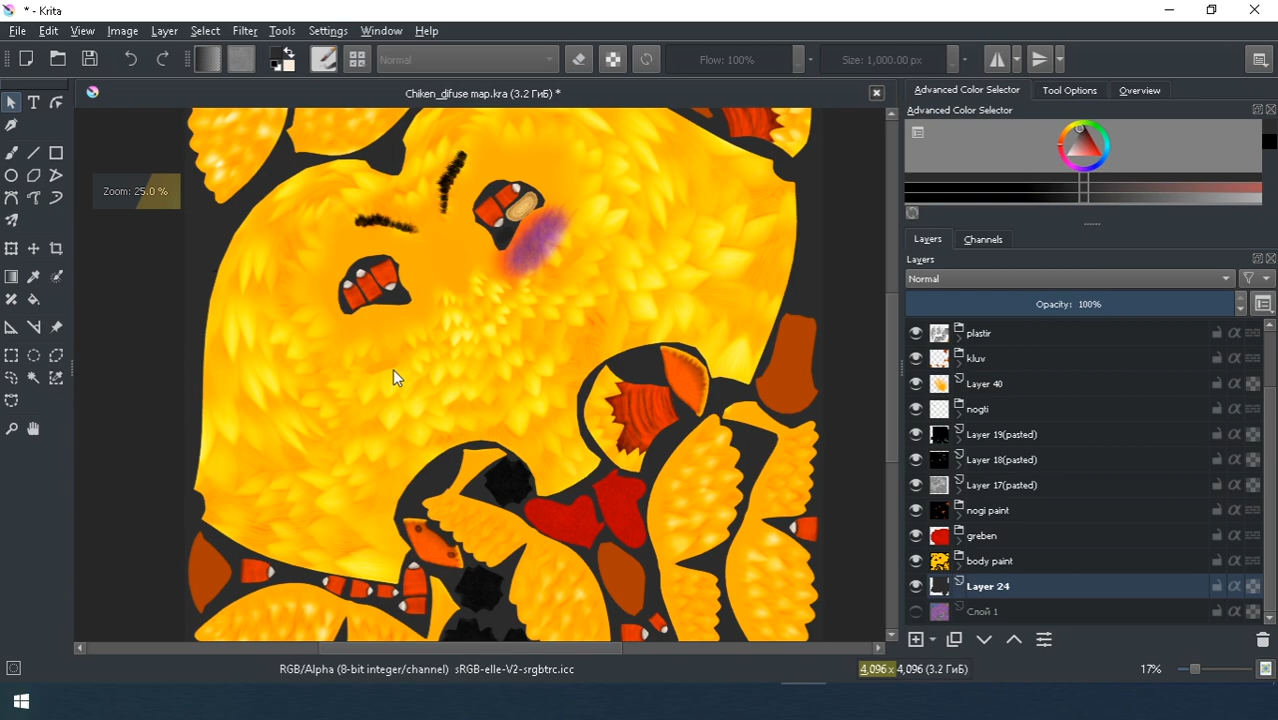 * - Krita
File Edit View Image Layer Select Filter Tools Settings Window Help
Normal Flow: 100% Size: 1,000.00 px
Chiken_difuse map.kra (3.2 ГиБ) *
Advanced Color Selector Tool Options Overview
Advanced Color Selector
Zoom: 25.0 %
Layers Channels
Layers
Normal
Opacity: 100%
plastir
kluv
Layer 40
nogti
Layer 19(pasted)
Layer 18(pasted)
Layer 17(pasted)
nogi paint
greben
body paint
Layer 24
Слой 1
RGB/Alpha (8-bit integer/channel) sRGB-elle-V2-srgbtrc.icc 4,096 x 4,096 (3.2 ГиБ) 17%